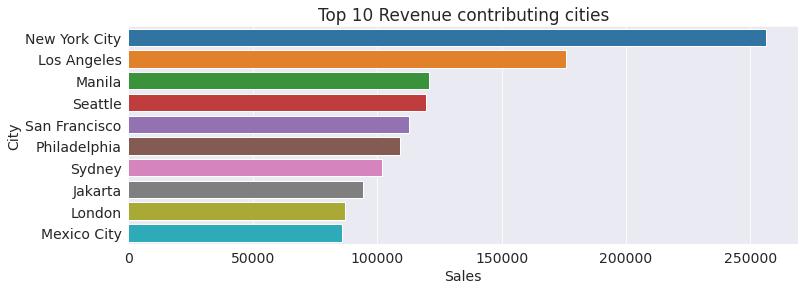 Top 10 Revenue contributing cities
City
New York City
Los Angeles
Manila
Seattle
San Francisco
Philadelphia
Sydney
Jakarta
London
Mexico City
0 50000 100000 150000 200000 250000
Sales